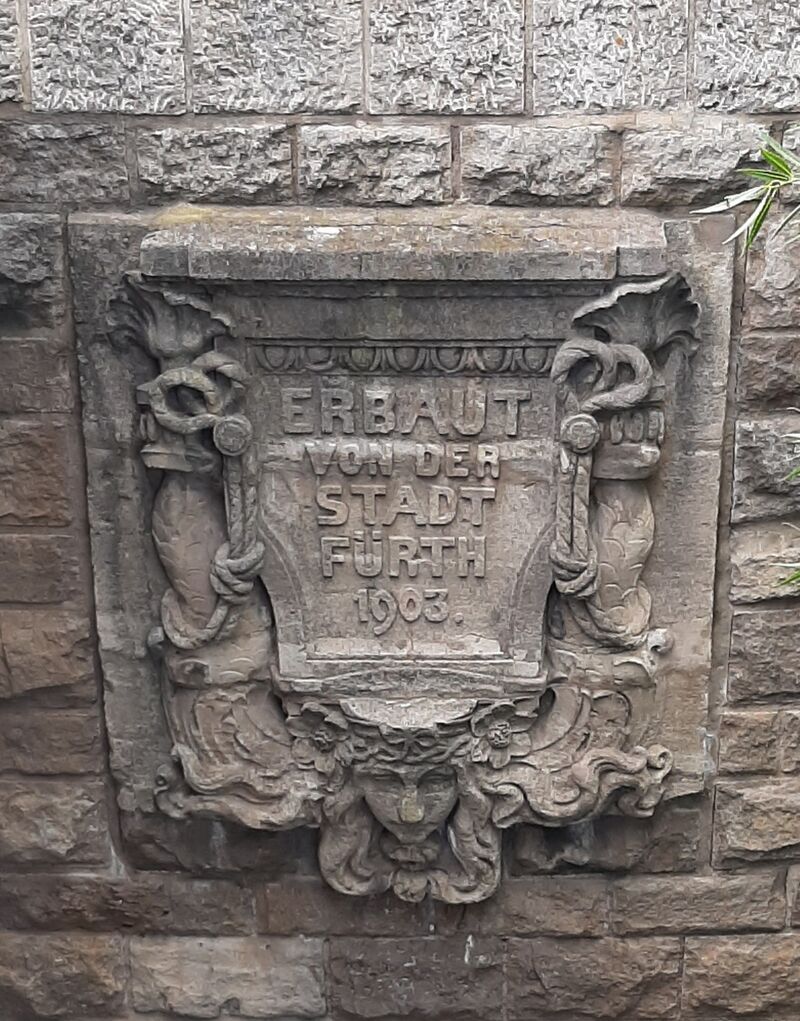 ERBAUT
VON DER
STADT
FÜRTH
1903.